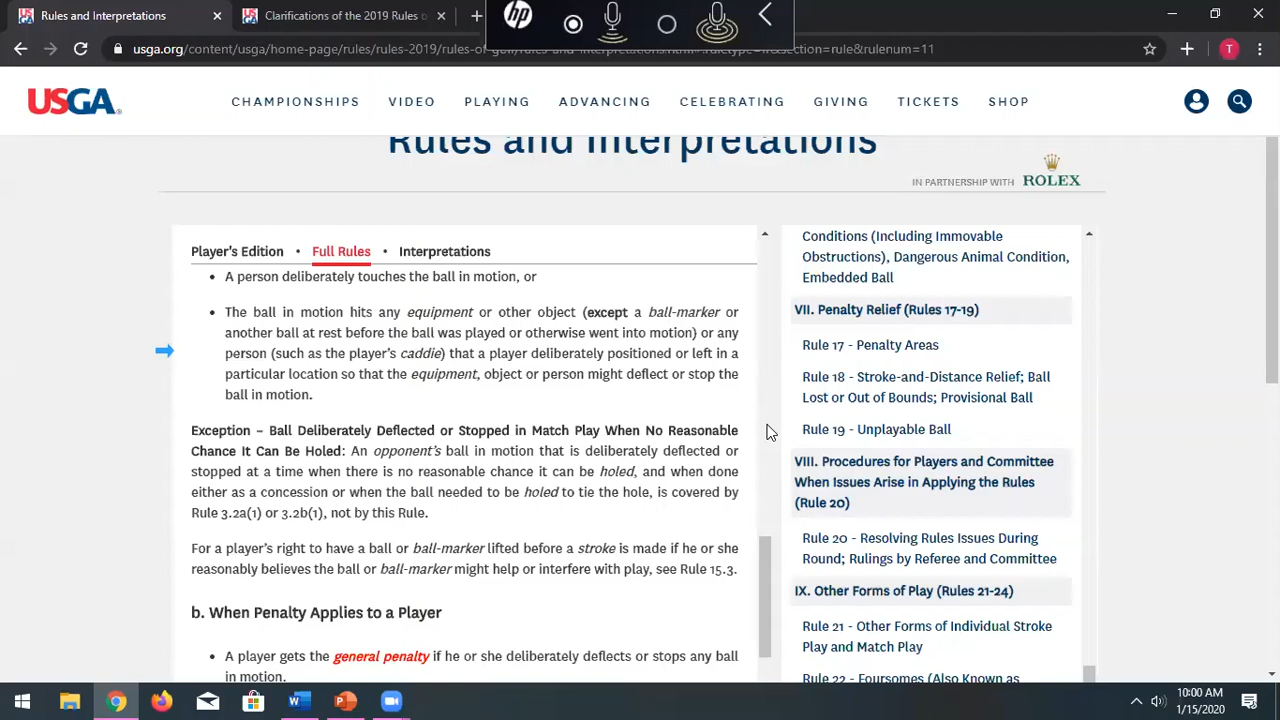 Rules and Interpretations
Clarifications of the 2019 Rules o
hp
usga.org/content/usga/home-page/rules/rules-2019/rules-of-golf/rules-and-interpretations.html#!ruletype=fr&section=rule&rulenum=11
T
USGA
CHAMPIONSHIPS VIDEO PLAYING ADVANCING CELEBRATING GIVING TICKETS SHOP
Rules and Interpretations
IN PARTNERSHIP WITH ROLEX
Player's Edition • Full Rules • Interpretations
• A person deliberately touches the ball in motion, or
• The ball in motion hits any equipment or other object (except a ball-marker or
another ball at rest before the ball was played or otherwise went into motion) or any
person (such as the player's caddie) that a player deliberately positioned or left in a
particular location so that the equipment, object or person might deflect or stop the
ball in motion.
Exception – Ball Deliberately Deflected or Stopped in Match Play When No Reasonable
Chance It Can Be Holed: An opponent's ball in motion that is deliberately deflected or
stopped at a time when there is no reasonable chance it can be holed, and when done
either as a concession or when the ball needed to be holed to tie the hole, is covered by
Rule 3.2a(1) or 3.2b(1), not by this Rule.
For a player's right to have a ball or ball-marker lifted before a stroke is made if he or she
reasonably believes the ball or ball-marker might help or interfere with play, see Rule 15.3.
b. When Penalty Applies to a Player
• A player gets the general penalty if he or she deliberately deflects or stops any ball
in motion.
Conditions (Including Immovable
Obstructions), Dangerous Animal Condition,
Embedded Ball
VII. Penalty Relief (Rules 17-19)
Rule 17 - Penalty Areas
Rule 18 - Stroke-and-Distance Relief; Ball
Lost or Out of Bounds; Provisional Ball
Rule 19 - Unplayable Ball
VIII. Procedures for Players and Committee
When Issues Arise in Applying the Rules
(Rule 20)
Rule 20 - Resolving Rules Issues During
Round; Rulings by Referee and Committee
IX. Other Forms of Play (Rules 21-24)
Rule 21 - Other Forms of Individual Stroke
Play and Match Play
Rule 22 - Foursomes (Also Known as
10:00 AM
1/15/2020